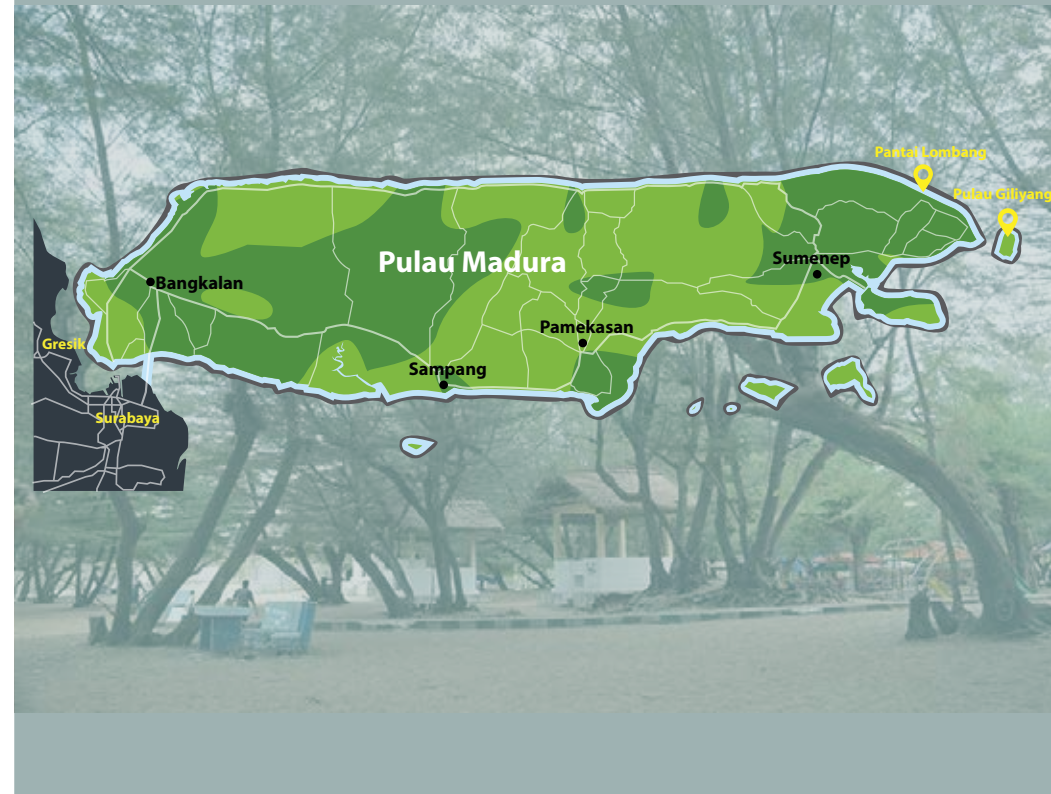 Pantai Lombang
Pulau Giliyang
Pulau Madura
Sumenep
Bangkalan
Pamekasan
Gresik
Sampang
Surabaya